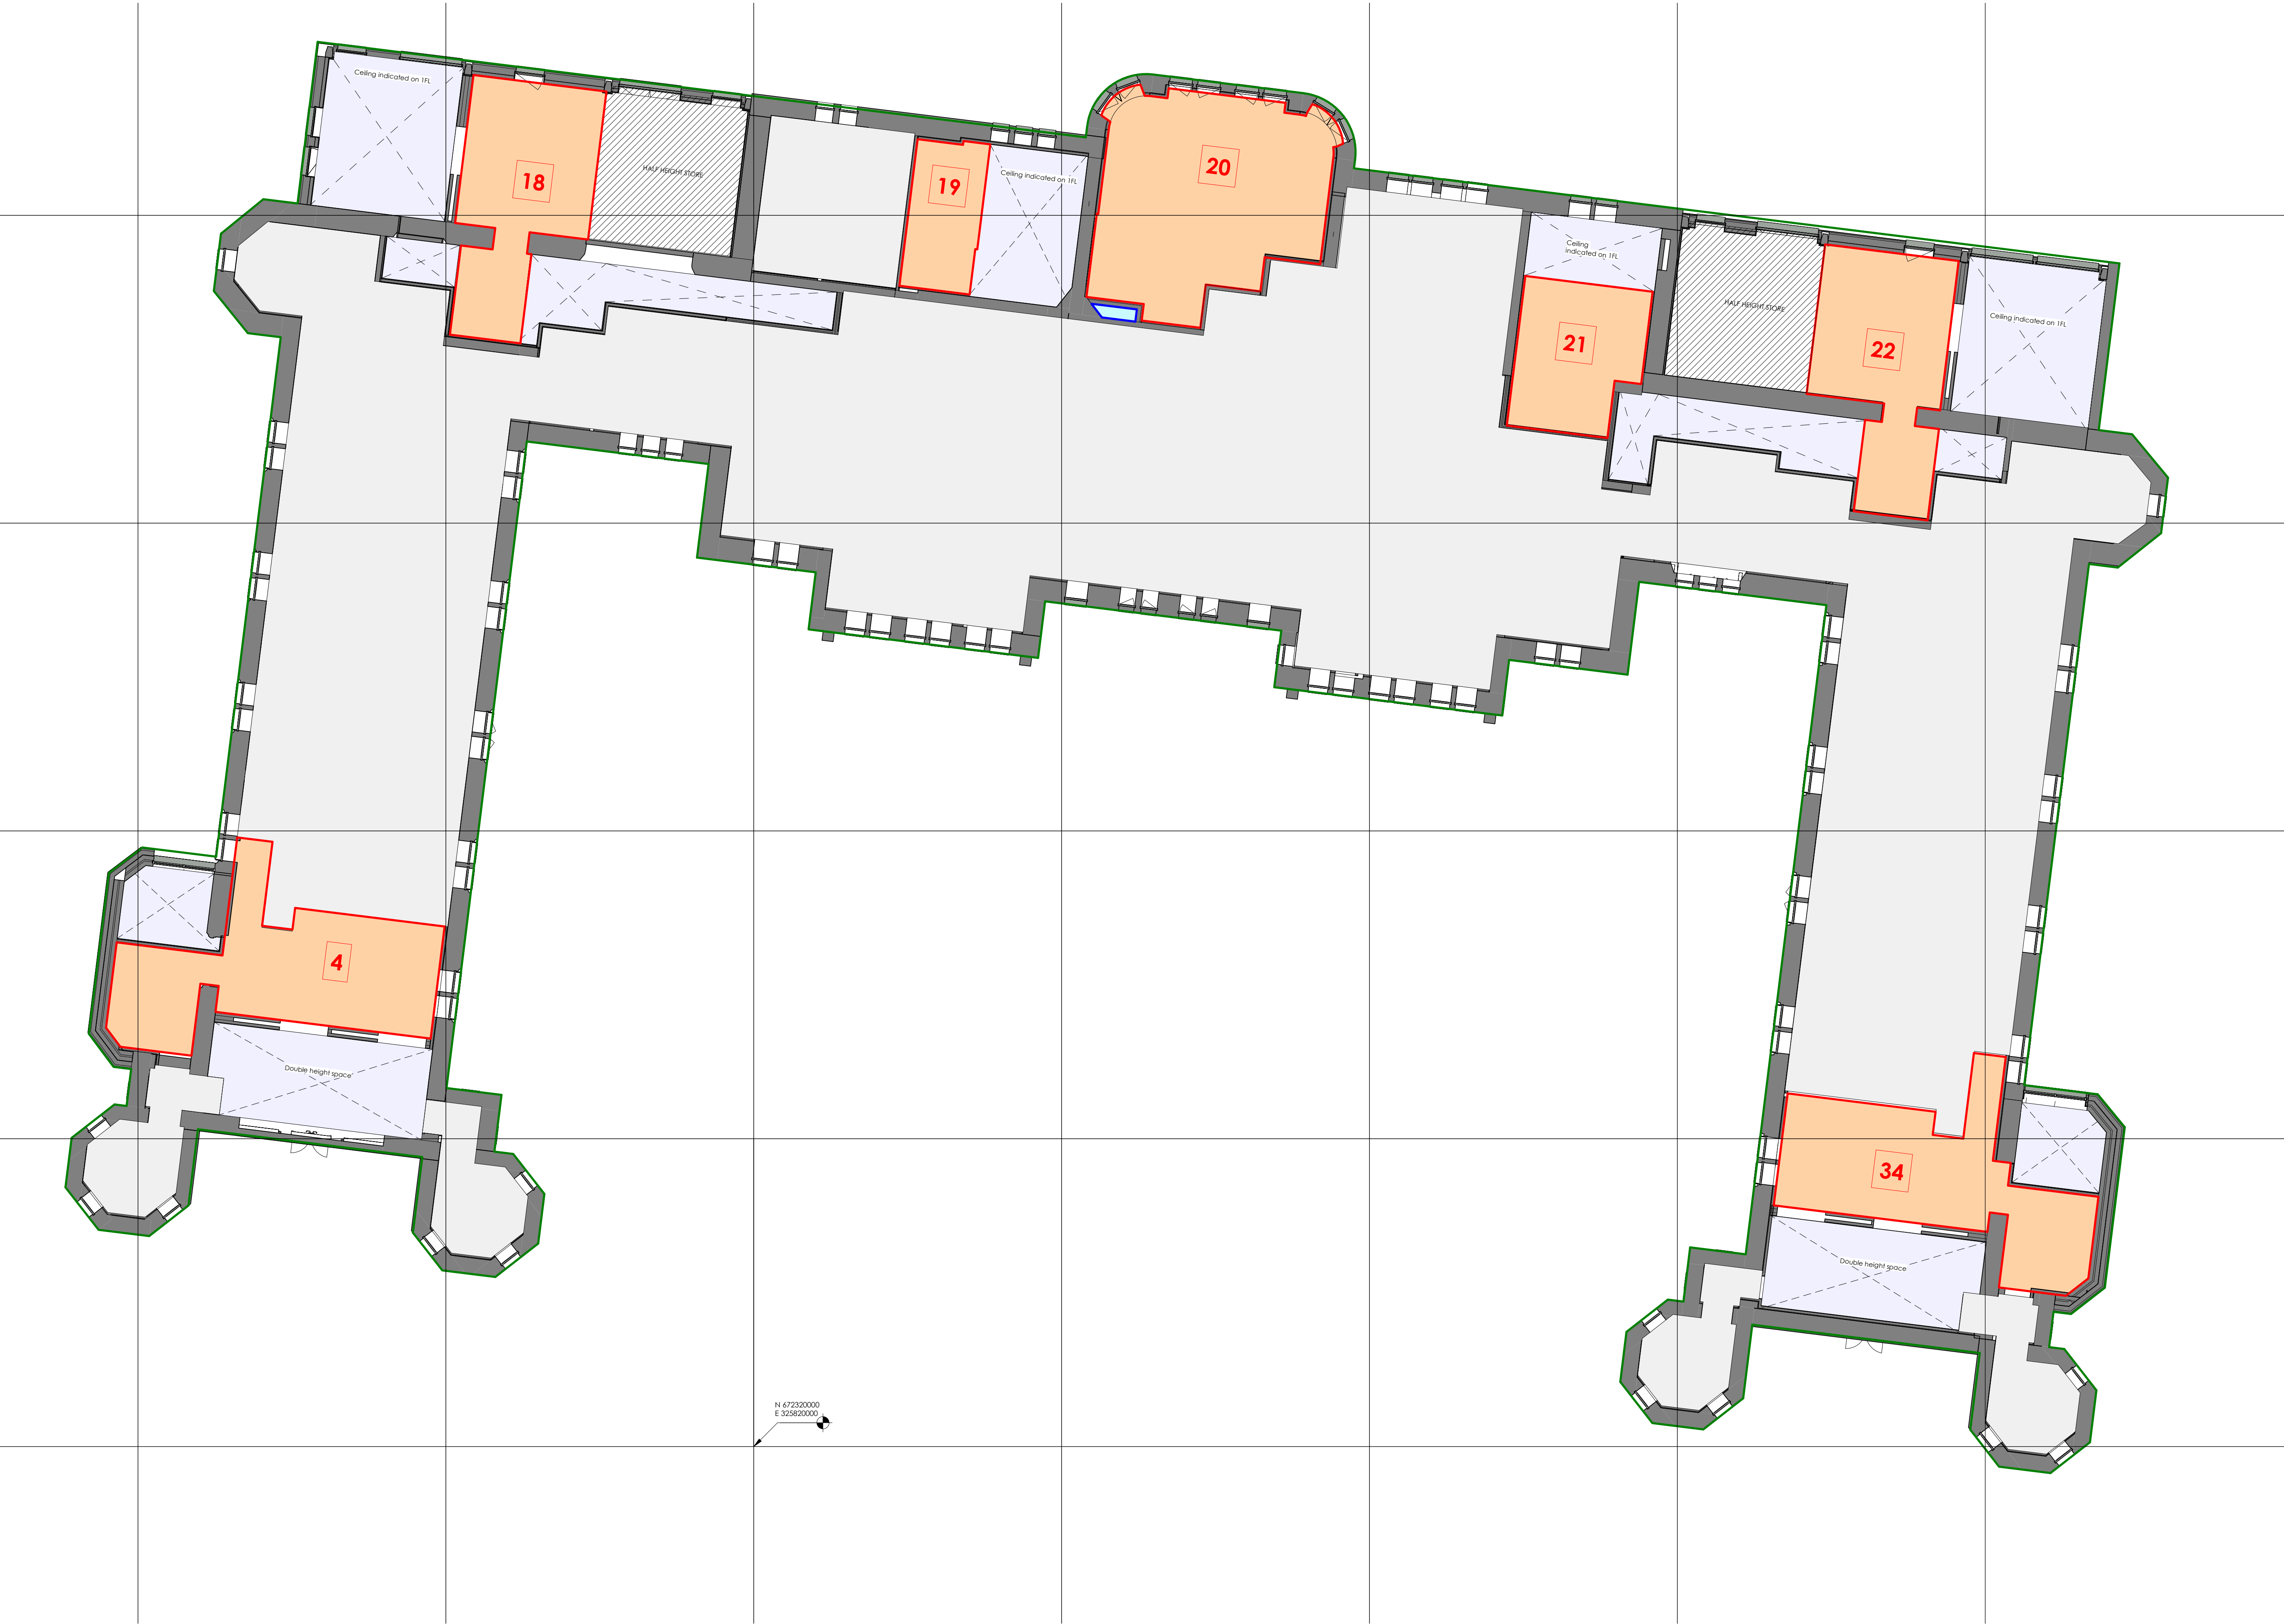 Ceiling indicated on 1FL
18
HALF HEIGHT STORE
19
Ceiling indicated on 1FL
20
Ceiling
indicated on 1FL
21
HALF HEIGHT STORE
22
Ceiling indicated on 1FL
4
Double height space
34
Double height space
N 672320000
E 325820000